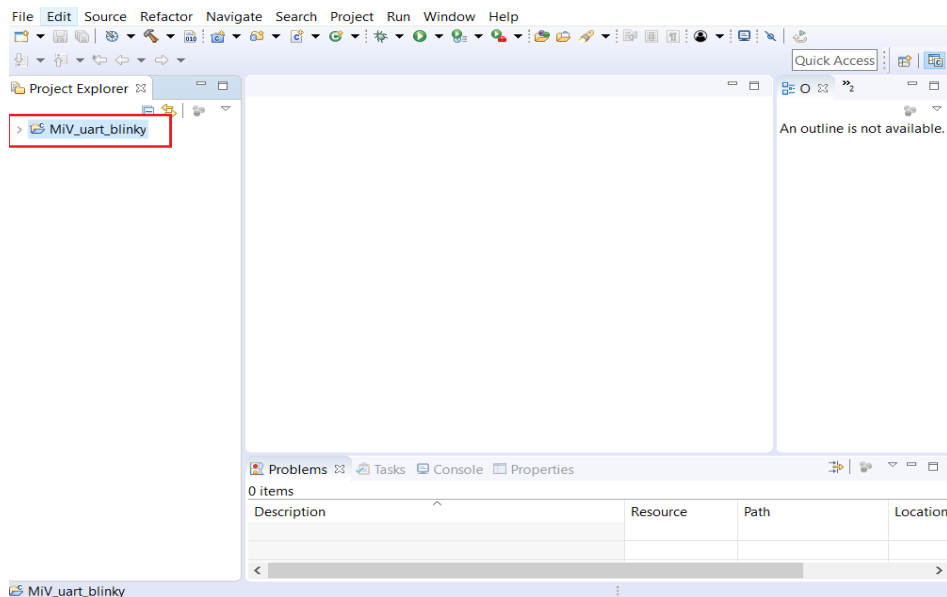 File Edit Source Refactor Navigate Search Project Run Window Help
Quick Access
Project Explorer
MiV_uart_blinky
O
»2
An outline is not available.
Problems Tasks Console Properties
0 items
Description Resource Path Location
MiV_uart_blinky